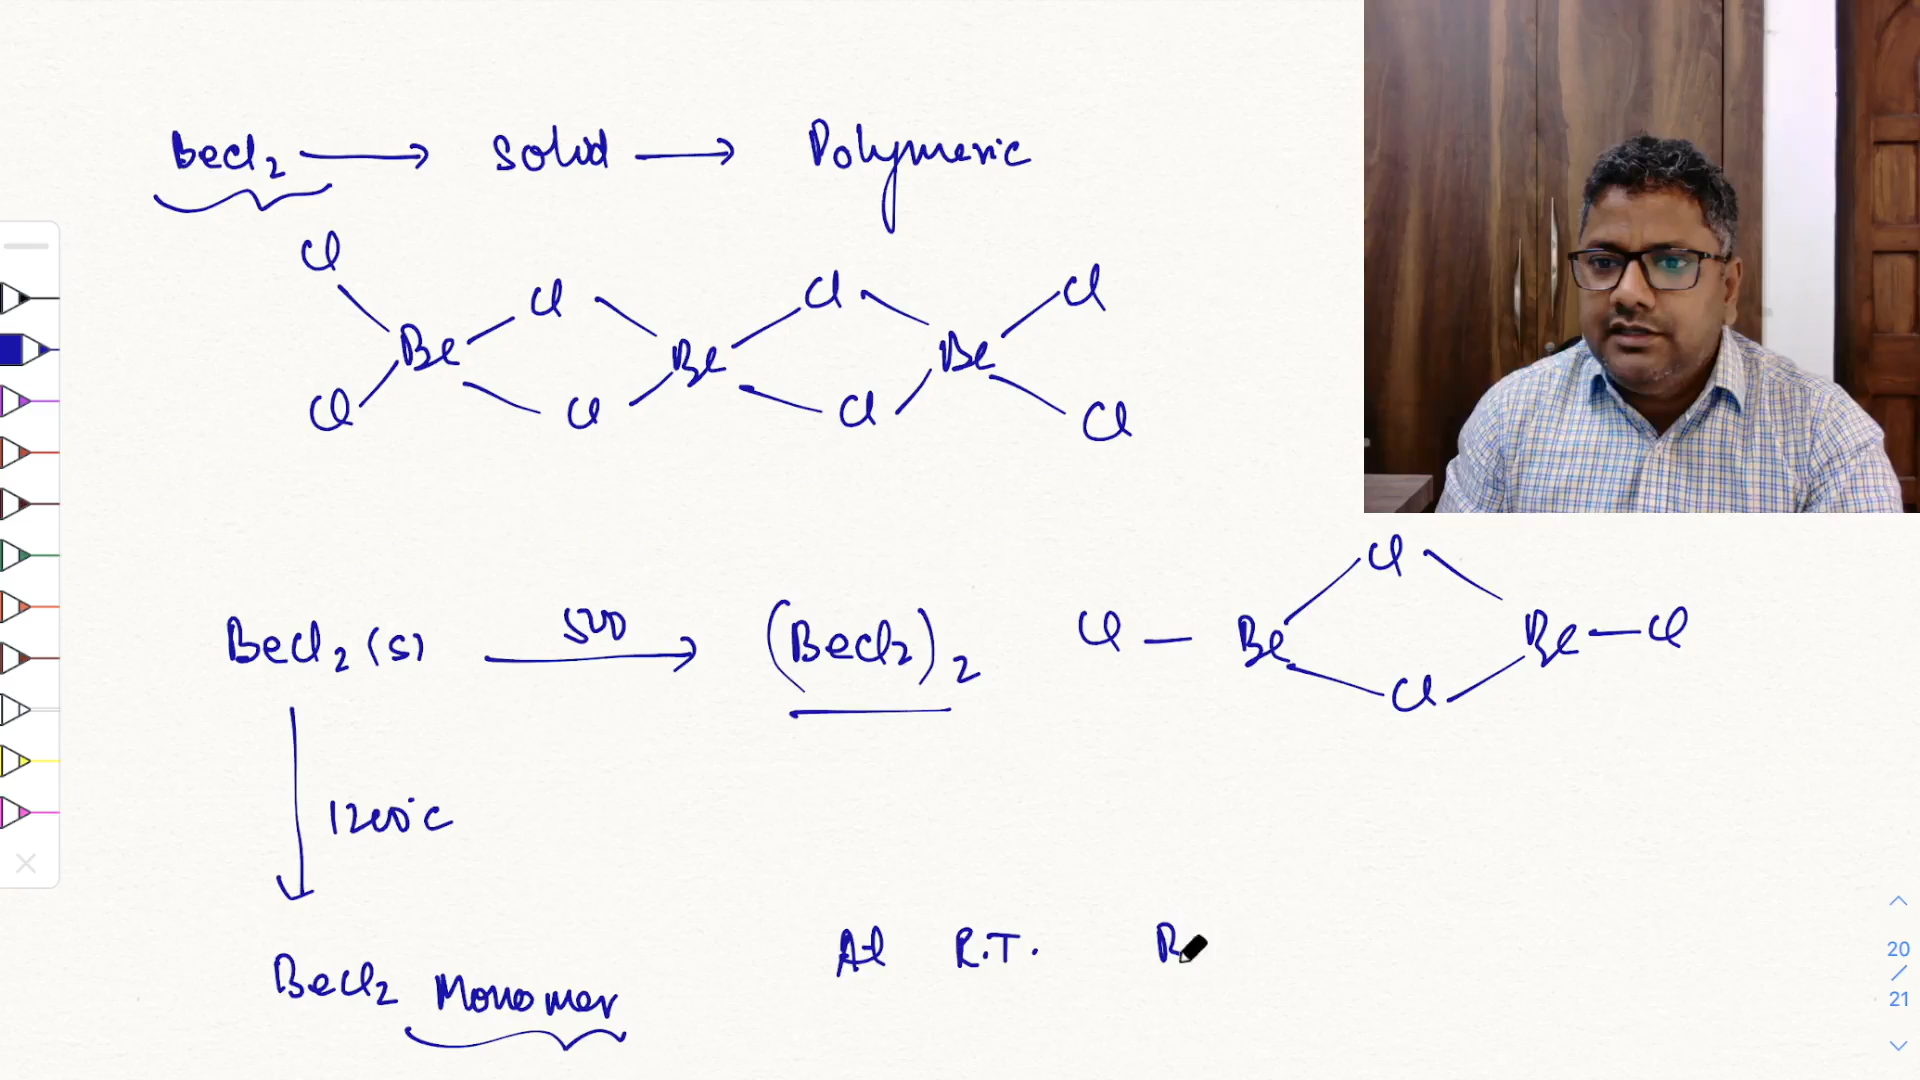 BeCl2 → Solid → Polymeric
Cl
Cl Cl Cl
Be Be Be
Cl Cl Cl Cl
Cl
BeCl2 (s) 500 → (BeCl2)2 Cl — Be Be — Cl
Cl
1200°C
BeCl2 Monomer
At R.T.
20
/
21